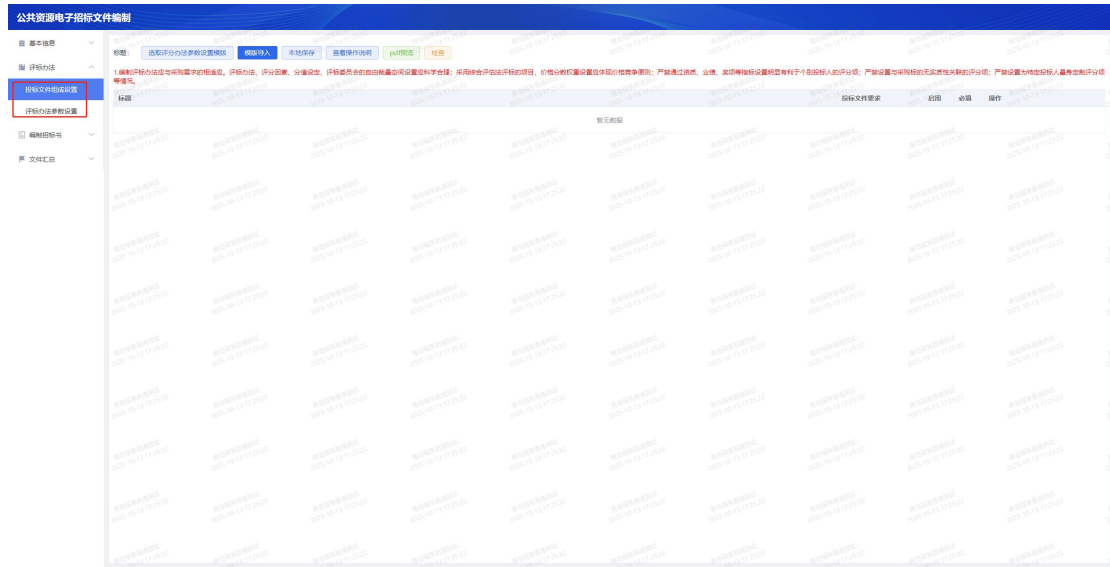 公共资源电子招标文件编制
基本信息
评标办法
投标文件组成设置
评标办法参数设置
编制招标书
文件汇总
标题: 选取评分办法参数设置模版 模版导入 本地保存 查看操作说明 pdf预览 检查
1.编制评标办法应与采购需求的相适应。评标办法、评分因素、分值设定、评标委员会的自由裁量空间设置应科学合理；采用综合评估法评标的项目，价格分数权重设置应体现价格竞争原则；严禁通过资质、业绩、奖项等指标设置明显有利于个别投标人的评分项；严禁设置与采购标的无实质性关联的评分项；严禁设置为特定投标人量身定制评分项
等情况。
标题 投标文件要求 启用 必填 操作
暂无数据